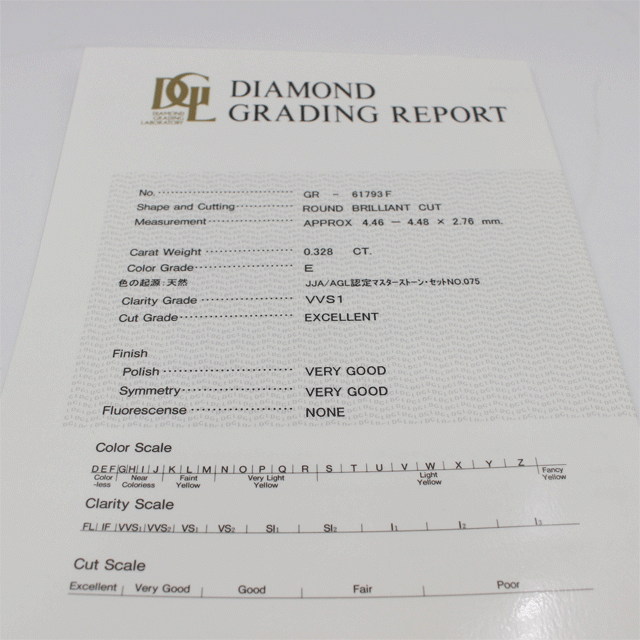 DGL
DIAMOND GRADING LABORATORY
DIAMOND
GRADING REPORT
No. GR - 61793F
Shape and Cutting ROUND BRILLIANT CUT
Measurement APPROX 4.46 - 4.48 × 2.76 mm.
Carat Weight 0.328 CT.
Color Grade E
色の起源:天然 JJA/AGL認定マスターストーン・セットNO.075
Clarity Grade VVS1
Cut Grade EXCELLENT
Finish
Polish VERY GOOD
Symmetry VERY GOOD
Fluorescense NONE
Color Scale
D E F G H I J K L M N O P Q R S T U V W X Y Z
Color-less Near Colorless Faint Yellow Very Light Yellow Light Yellow Fancy Yellow
Clarity Scale
FL IF VVS1 VVS2 VS1 VS2 SI1 SI2 I1 I2 I3
Cut Scale
Excellent Very Good Good Fair Poor